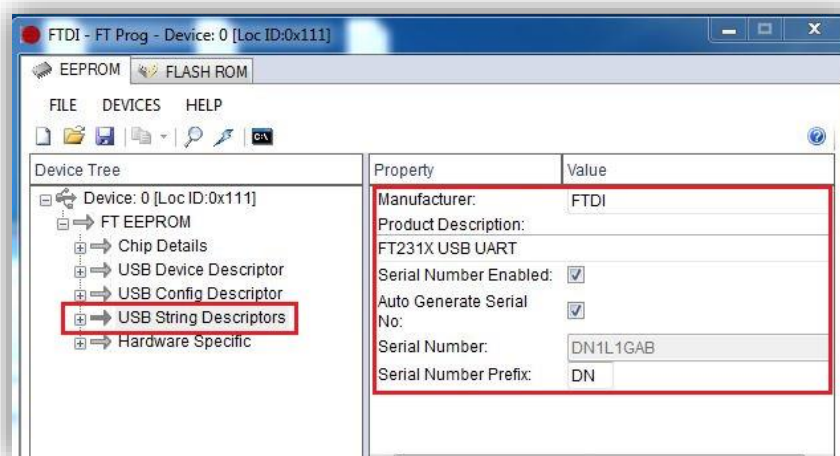 FTDI - FT Prog - Device: 0 [Loc ID:0x111]
EEPROM FLASH ROM
FILE DEVICES HELP
C:\
Device Tree
Device: 0 [Loc ID:0x111]
FT EEPROM
Chip Details
USB Device Descriptor
USB Config Descriptor
USB String Descriptors
Hardware Specific
Property Value
Manufacturer: FTDI
Product Description:
FT231X USB UART
Serial Number Enabled:
Auto Generate Serial
No:
Serial Number: DN1L1GAB
Serial Number Prefix: DN